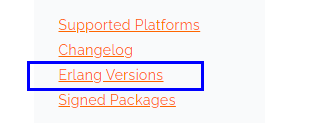 Supported Platforms
Changelog
Erlang Versions
Signed Packages